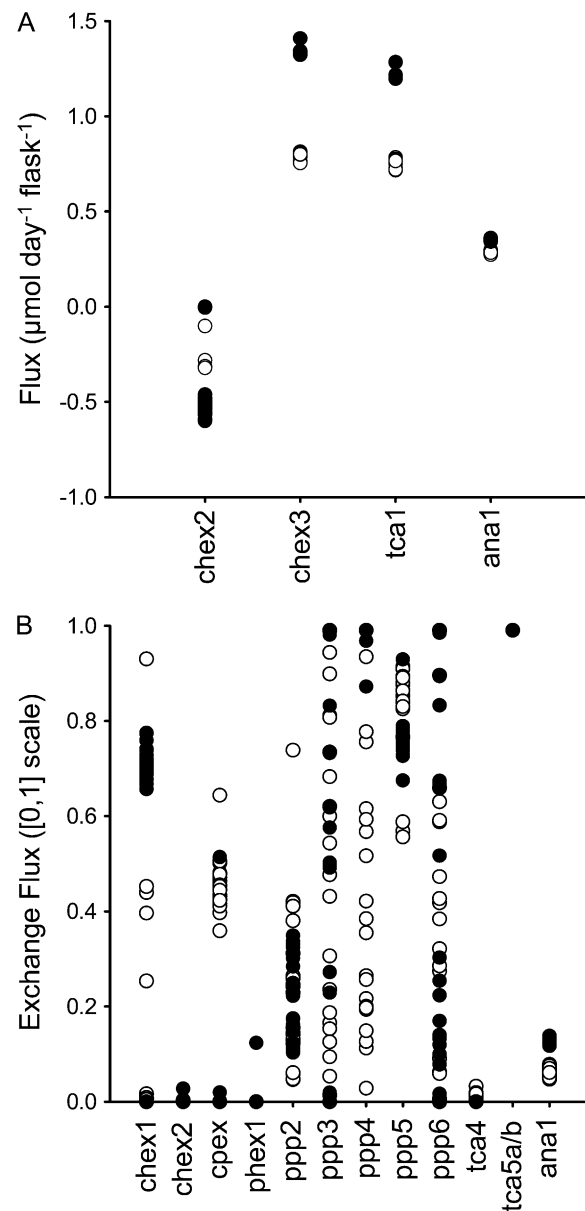 A
Flux (µmol day⁻¹ flask⁻¹)
1.5
1.0
0.5
0.0
-0.5
-1.0
chex2
chex3
tca1
ana1
B
Exchange Flux ([0,1] scale)
1.0
0.8
0.6
0.4
0.2
0.0
chex1
chex2
cpex
phex1
ppp2
ppp3
ppp4
ppp5
ppp6
tca4
tca5a/b
ana1